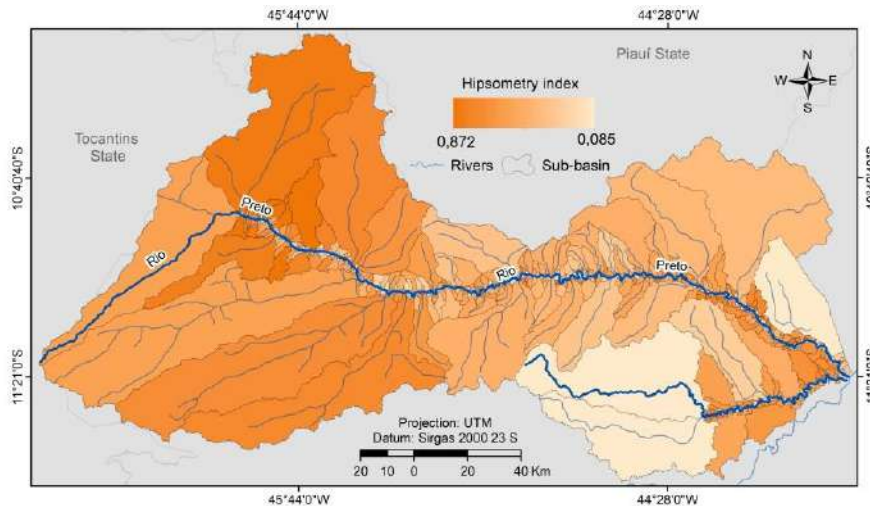 45°44'0"W
44°28'0"W
Piauí State
N
W E
S
Hipsometry index
0,872
0,085
Rivers
Sub-basin
Tocantins
State
10°40'40"S
Preto
Rio
Rio
Preto
11°21'0"S
Projection: UTM
Datum: Sirgas 2000 23 S
20 10 0 20 40 Km
45°44'0"W
44°28'0"W